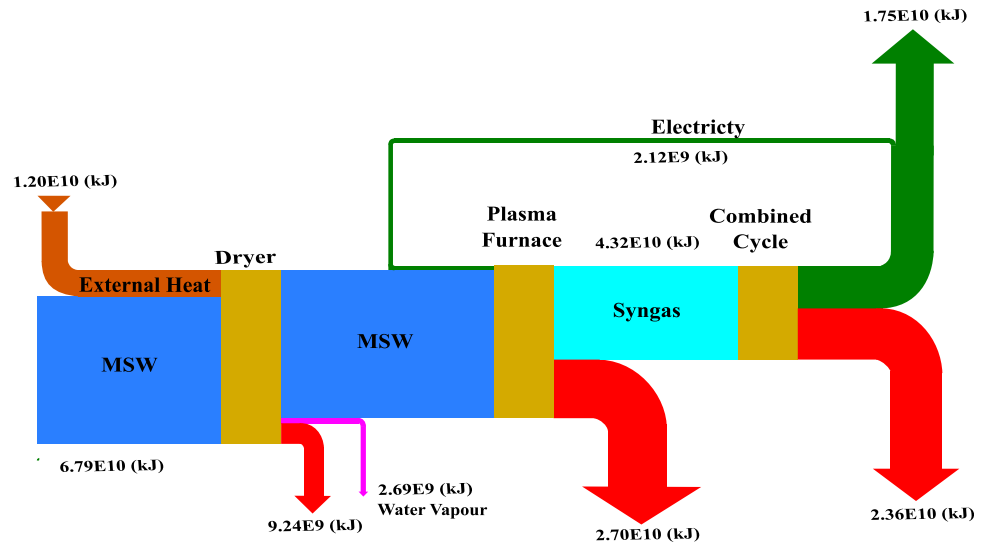 1.75E10 (kJ)
Electricty
2.12E9 (kJ)
1.20E10 (kJ)
Plasma
Furnace
Combined
Cycle
4.32E10 (kJ)
Dryer
External Heat
MSW
MSW
Syngas
6.79E10 (kJ)
2.69E9 (kJ)
Water Vapour
9.24E9 (kJ)
2.70E10 (kJ)
2.36E10 (kJ)